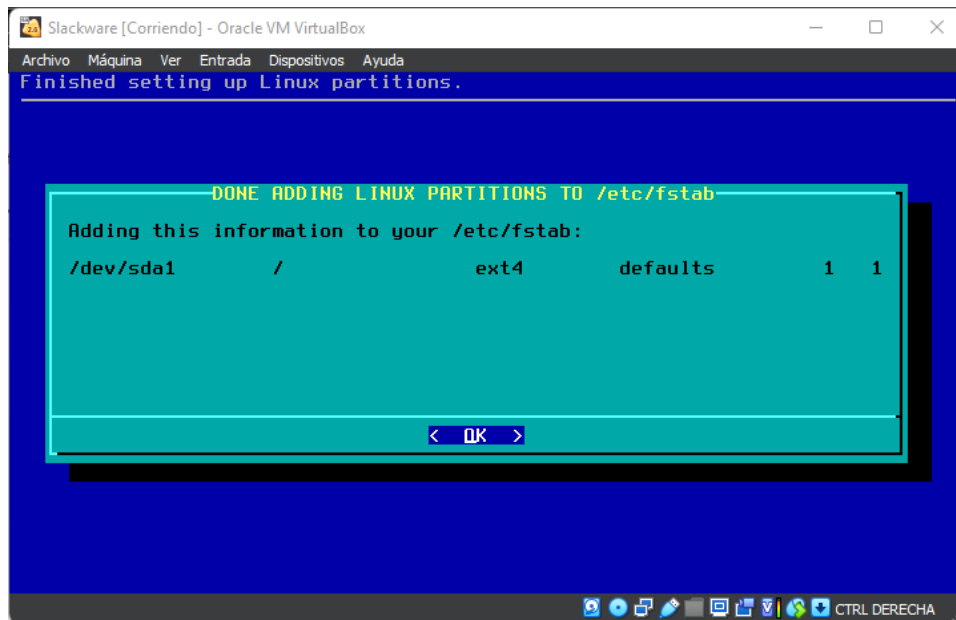 Slackware [Corriendo] - Oracle VM VirtualBox
Archivo Máquina Ver Entrada Dispositivos Ayuda
Finished setting up Linux partitions.
DONE ADDING LINUX PARTITIONS TO /etc/fstab
Adding this information to your /etc/fstab:
/dev/sda1 / ext4 defaults 1 1
< OK >
CTRL DERECHA